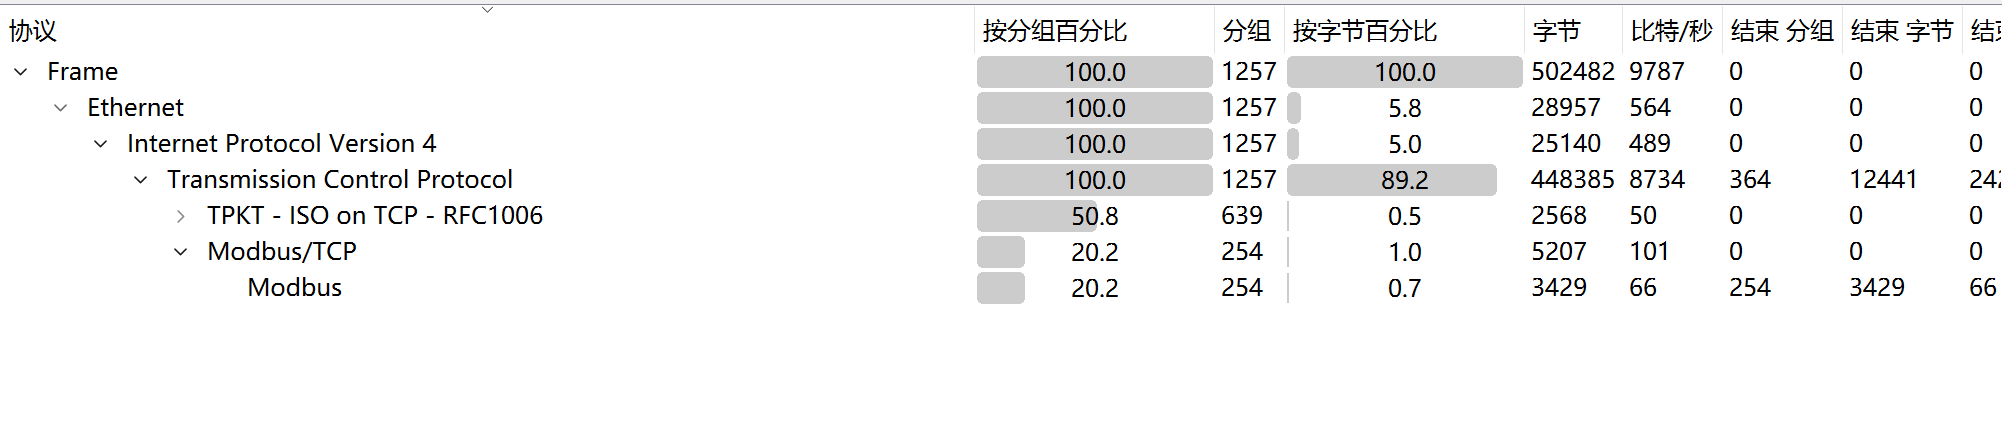 协议 按分组百分比 分组 按字节百分比 字节 比特/秒 结束 分组 结束 字节
Frame 100.0 1257 100.0 502482 9787 0 0 0
Ethernet 100.0 1257 5.8 28957 564 0 0 0
Internet Protocol Version 4 100.0 1257 5.0 25140 489 0 0 0
Transmission Control Protocol 100.0 1257 89.2 448385 8734 364 12441 242
TPKT - ISO on TCP - RFC1006 50.8 639 0.5 2568 50 0 0 0
Modbus/TCP 20.2 254 1.0 5207 101 0 0 0
Modbus 20.2 254 0.7 3429 66 254 3429 66